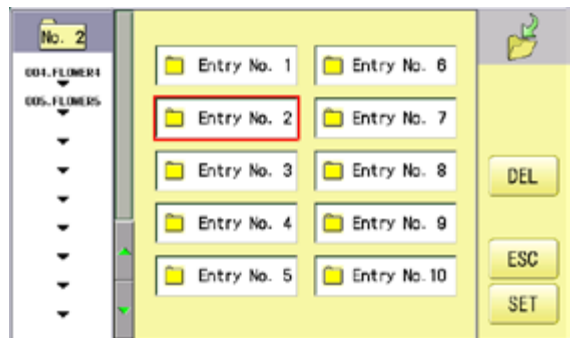 No. 2
004.FLOWER4
005.FLOWER5
Entry No. 1
Entry No. 2
Entry No. 3
Entry No. 4
Entry No. 5
Entry No. 6
Entry No. 7
Entry No. 8
Entry No. 9
Entry No.10
DEL
ESC
SET